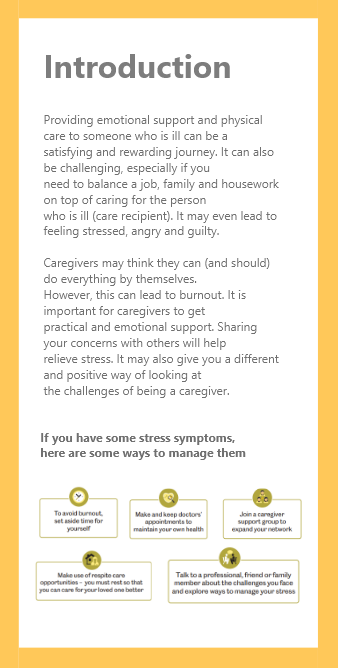 Introduction
Providing emotional support and physical
care to someone who is ill can be a
satisfying and rewarding journey. It can also
be challenging, especially if you
need to balance a job, family and housework
on top of caring for the person
who is ill (care recipient). It may even lead to
feeling stressed, angry and guilty.
Caregivers may think they can (and should)
do everything by themselves.
However, this can lead to burnout. It is
important for caregivers to get
practical and emotional support. Sharing
your concerns with others will help
relieve stress. It may also give you a different
and positive way of looking at
the challenges of being a caregiver.
If you have some stress symptoms,
here are some ways to manage them
To avoid burnout,
set aside time for
yourself
Make and keep doctors'
appointments to
maintain your own health
Join a caregiver
support group to
expand your network
Make use of respite care
opportunities - you must rest so that
you can care for your loved one better
Talk to a professional, friend or family
member about the challenges you face
and explore ways to manage your stress